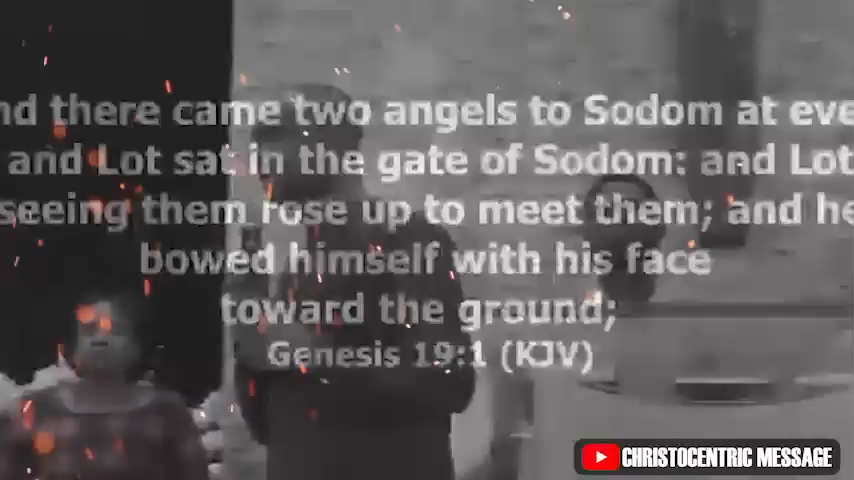 nd there came two angels to Sodom at eve
and Lot sat in the gate of Sodom: and Lot
seeing them rose up to meet them; and he
bowed himself with his face
toward the ground;
Genesis 19:1 (KJV)
CHRISTOCENTRIC MESSAGE